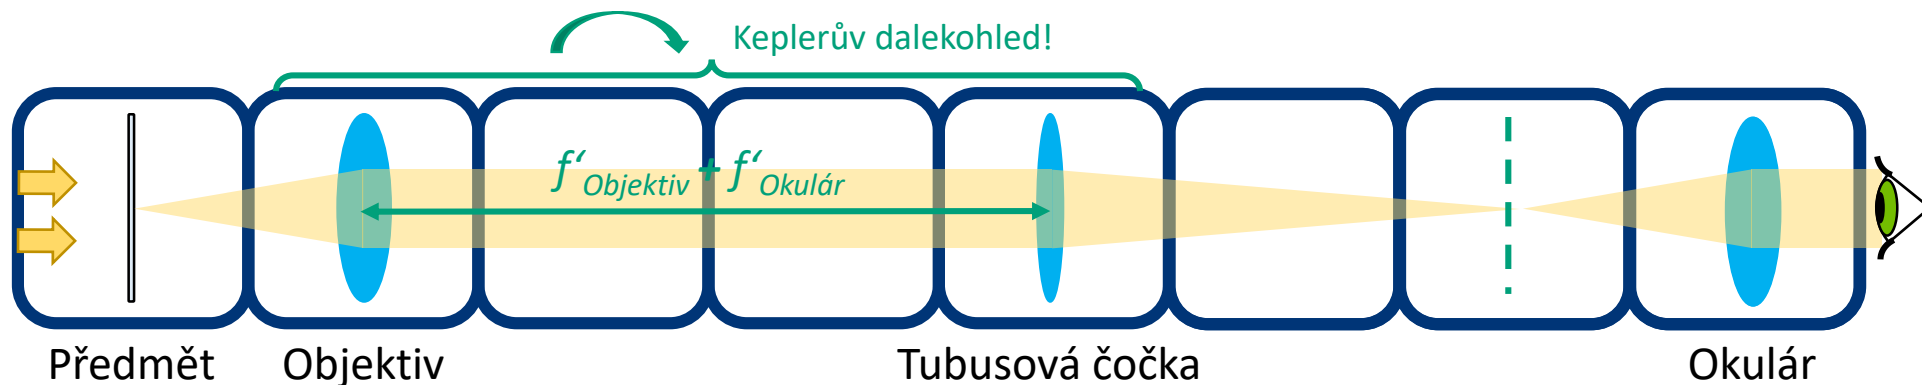 Keplerův dalekohled!
f‘Objektiv + f‘Okulár
Předmět
Objektiv
Tubusová čočka
Okulár